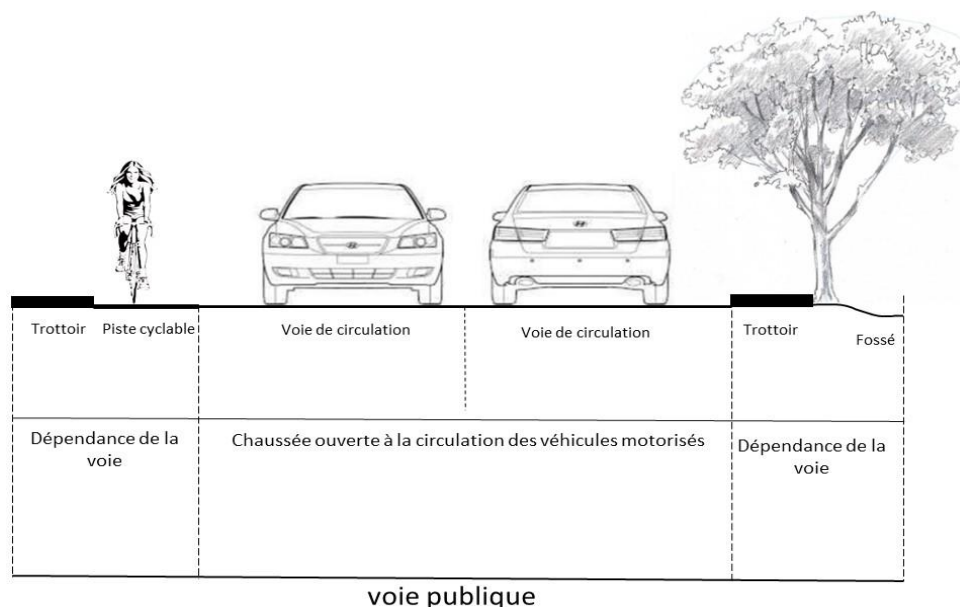 Trottoir
Piste cyclable
Voie de circulation
Voie de circulation
Trottoir
Fossé
Dépendance de la
voie
Chaussée ouverte à la circulation des véhicules motorisés
Dépendance de la
voie
voie publique